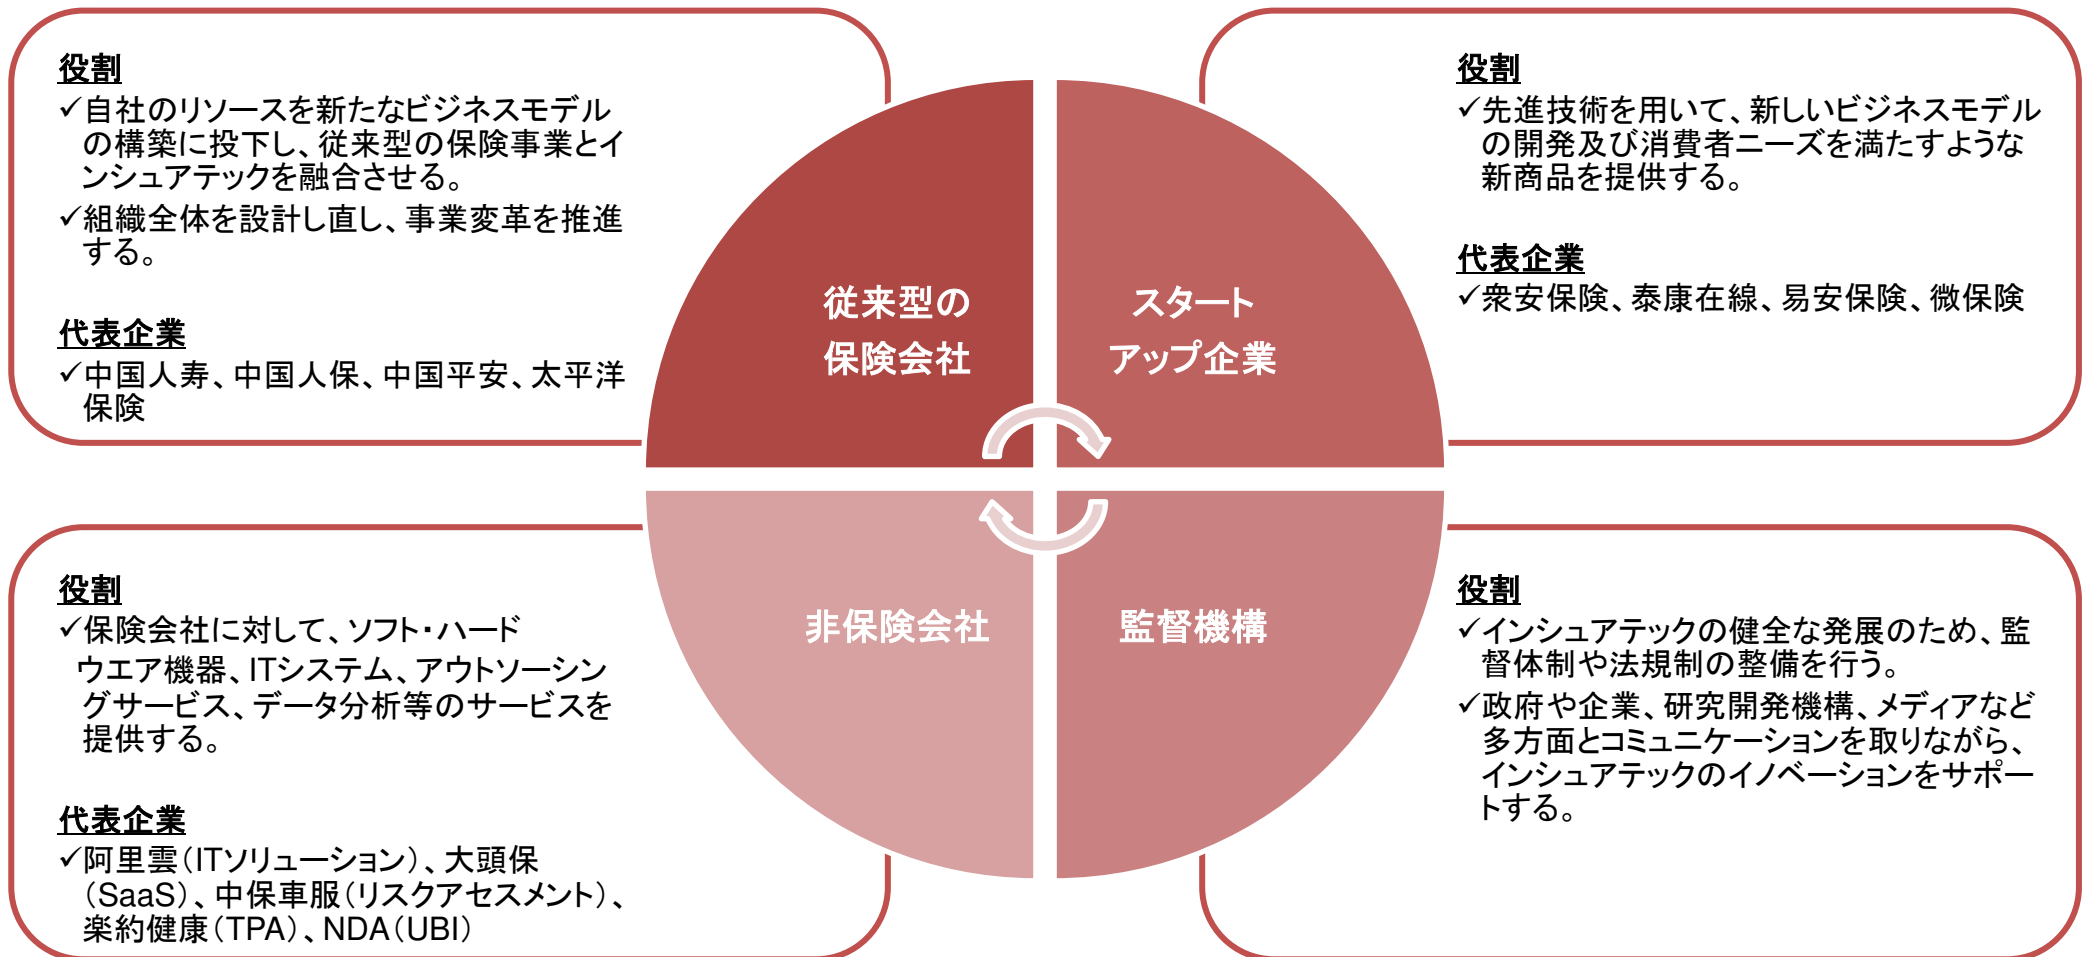 役割
✓自社のリソースを新たなビジネスモデル
の構築に投下し、従来型の保険事業とイ
ンシュアテックを融合させる。
✓組織全体を設計し直し、事業変革を推進
する。
代表企業
✓中国人寿、中国人保、中国平安、太平洋
保険
役割
✓先進技術を用いて、新しいビジネスモデル
の開発及び消費者ニーズを満たすような
新商品を提供する。
代表企業
✓衆安保険、泰康在線、易安保険、微保険
従来型の
保険会社
スタート
アップ企業
非保険会社
監督機構
役割
✓保険会社に対して、ソフト・ハード
ウエア機器、ITシステム、アウトソーシン
グサービス、データ分析等のサービスを
提供する。
代表企業
✓阿里雲（ITソリューション）、大頭保
（SaaS）、中保車服（リスクアセスメント）、
楽約健康（TPA）、NDA（UBI）
役割
✓インシュアテックの健全な発展のため、監
督体制や法規制の整備を行う。
✓政府や企業、研究開発機構、メディアなど
多方面とコミュニケーションを取りながら、
インシュアテックのイノベーションをサポー
トする。